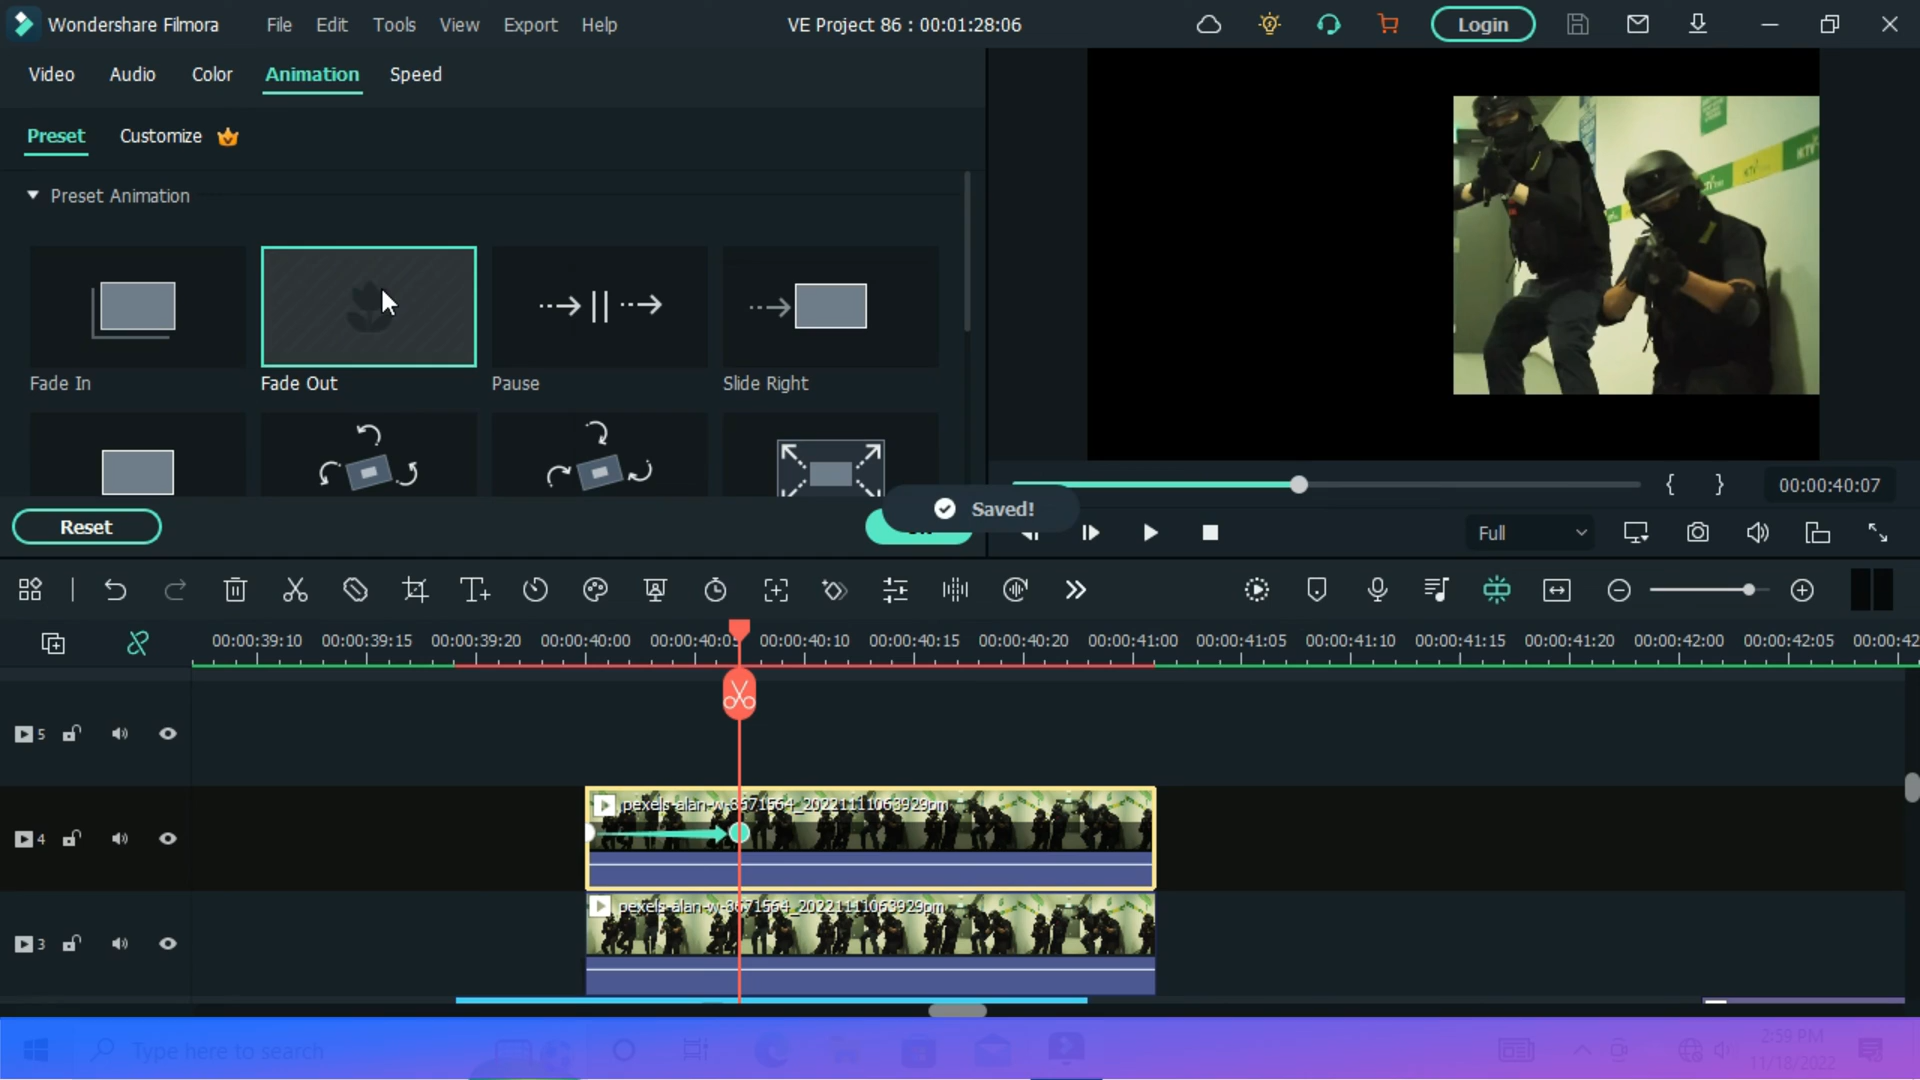 Wondershare Filmora File Edit Tools View Export Help VE Project 86 : 00:01:28:06 Login
Video Audio Color Animation Speed
Preset Customize
Preset Animation
Fade In Fade Out Pause Slide Right
Reset
Saved!
00:00:40:07
Full
00:00:39:10 00:00:39:15 00:00:39:20 00:00:40:00 00:00:40:05 00:00:40:10 00:00:40:15 00:00:40:20 00:00:41:00 00:00:41:05 00:00:41:10 00:00:41:15 00:00:41:20 00:00:42:00 00:00:42:05 00:00:42
5
4
pexels-alan-w-8671564_20221111063929pm
3
pexels-alan-w-8671564_20221111063929pm
Type here to search
2:59 PM
11/18/2022